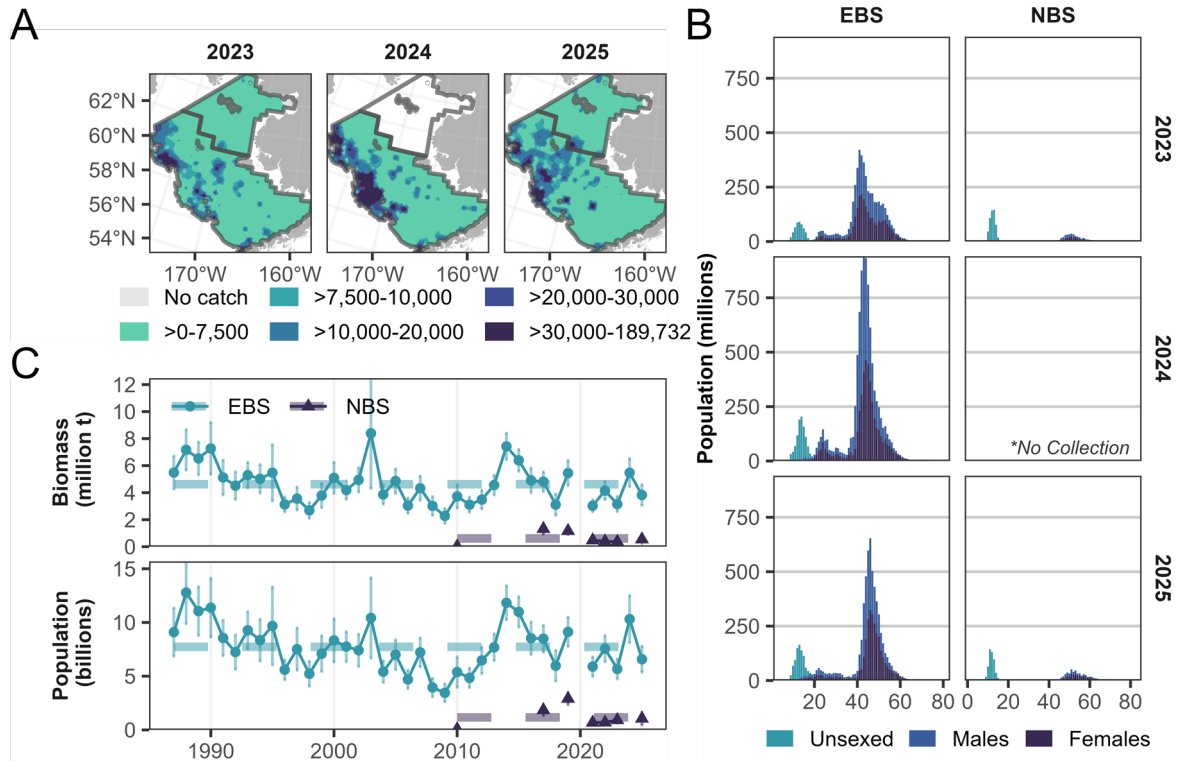 A
2023 2024 2025
62°N
60°N
58°N
56°N
54°N
170°W 160°W 170°W 160°W 170°W 160°W
No catch >7,500-10,000 >20,000-30,000
>0-7,500 >10,000-20,000 >30,000-189,732
B
EBS NBS
Population (millions)
750
500
250
0
2023
750
500
250
0
*No Collection
2024
750
500
250
0
2025
20 40 60 80 0 20 40 60 80
Unsexed Males Females
C
EBS NBS
Biomass
(million t)
12
10
8
6
4
2
0
Population
(billions)
15
10
5
0
1990 2000 2010 2020